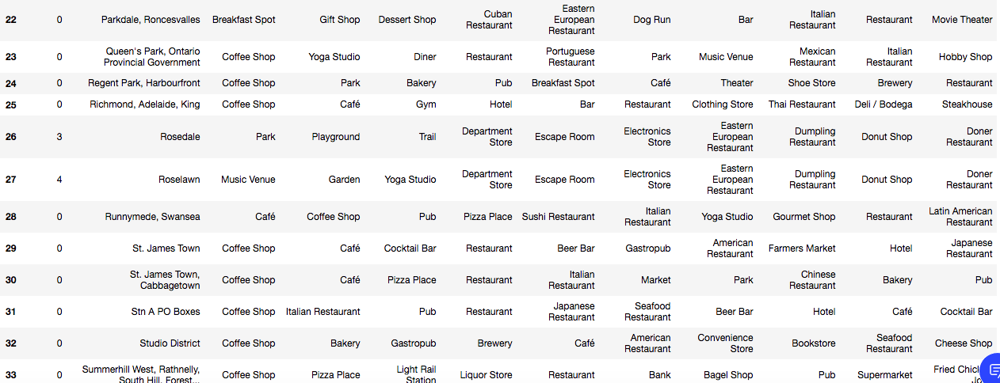 22 0 Parkdale, Roncesvalles Breakfast Spot Gift Shop Dessert Shop Cuban Restaurant Eastern European Restaurant Dog Run Bar Italian Restaurant Restaurant Movie Theater
23 0 Queen's Park, Ontario Provincial Government Coffee Shop Yoga Studio Diner Restaurant Portuguese Restaurant Park Music Venue Mexican Restaurant Italian Restaurant Hobby Shop
24 0 Regent Park, Harbourfront Coffee Shop Park Bakery Pub Breakfast Spot Café Theater Shoe Store Brewery Restaurant
25 0 Richmond, Adelaide, King Coffee Shop Café Gym Hotel Bar Restaurant Clothing Store Thai Restaurant Deli / Bodega Steakhouse
26 3 Rosedale Park Playground Trail Department Store Escape Room Electronics Store Eastern European Restaurant Dumpling Restaurant Donut Shop Doner Restaurant
27 4 Roselawn Music Venue Garden Yoga Studio Department Store Escape Room Electronics Store Eastern European Restaurant Dumpling Restaurant Donut Shop Doner Restaurant
28 0 Runnymede, Swansea Café Coffee Shop Pub Pizza Place Sushi Restaurant Italian Restaurant Yoga Studio Gourmet Shop Restaurant Latin American Restaurant
29 0 St. James Town Coffee Shop Café Cocktail Bar Restaurant Beer Bar Gastropub American Restaurant Farmers Market Hotel Japanese Restaurant
30 0 St. James Town, Cabbagetown Coffee Shop Café Pizza Place Restaurant Italian Restaurant Market Park Chinese Restaurant Bakery Pub
31 0 Stn A PO Boxes Coffee Shop Italian Restaurant Pub Restaurant Japanese Restaurant Seafood Restaurant Beer Bar Hotel Café Cocktail Bar
32 0 Studio District Coffee Shop Bakery Gastropub Brewery Café American Restaurant Convenience Store Bookstore Seafood Restaurant Cheese Shop
33 0 Summerhill West, Rathnelly, South Hill, Forest... Coffee Shop Pizza Place Light Rail Station Liquor Store Restaurant Bank Bagel Shop Pub Supermarket Fried